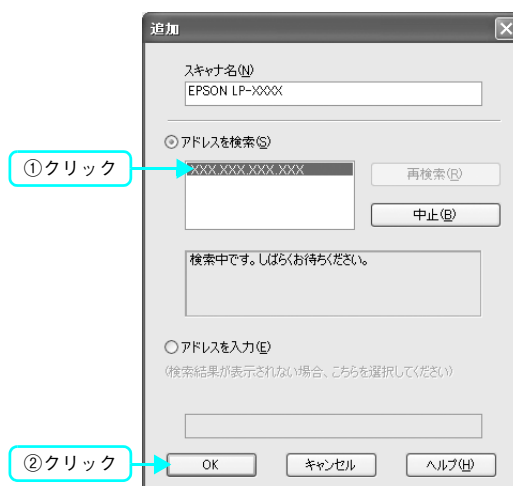 追加
スキャナ名(N)
EPSON LP-XXXX
アドレスを検索(S)
①クリック
XXX.XXX.XXX.XXX
再検索(R)
中止(B)
検索中です。しばらくお待ちください。
アドレスを入力(E)
(検索結果が表示されない場合、こちらを選択してください)
②クリック
OK
キャンセル
ヘルプ(H)